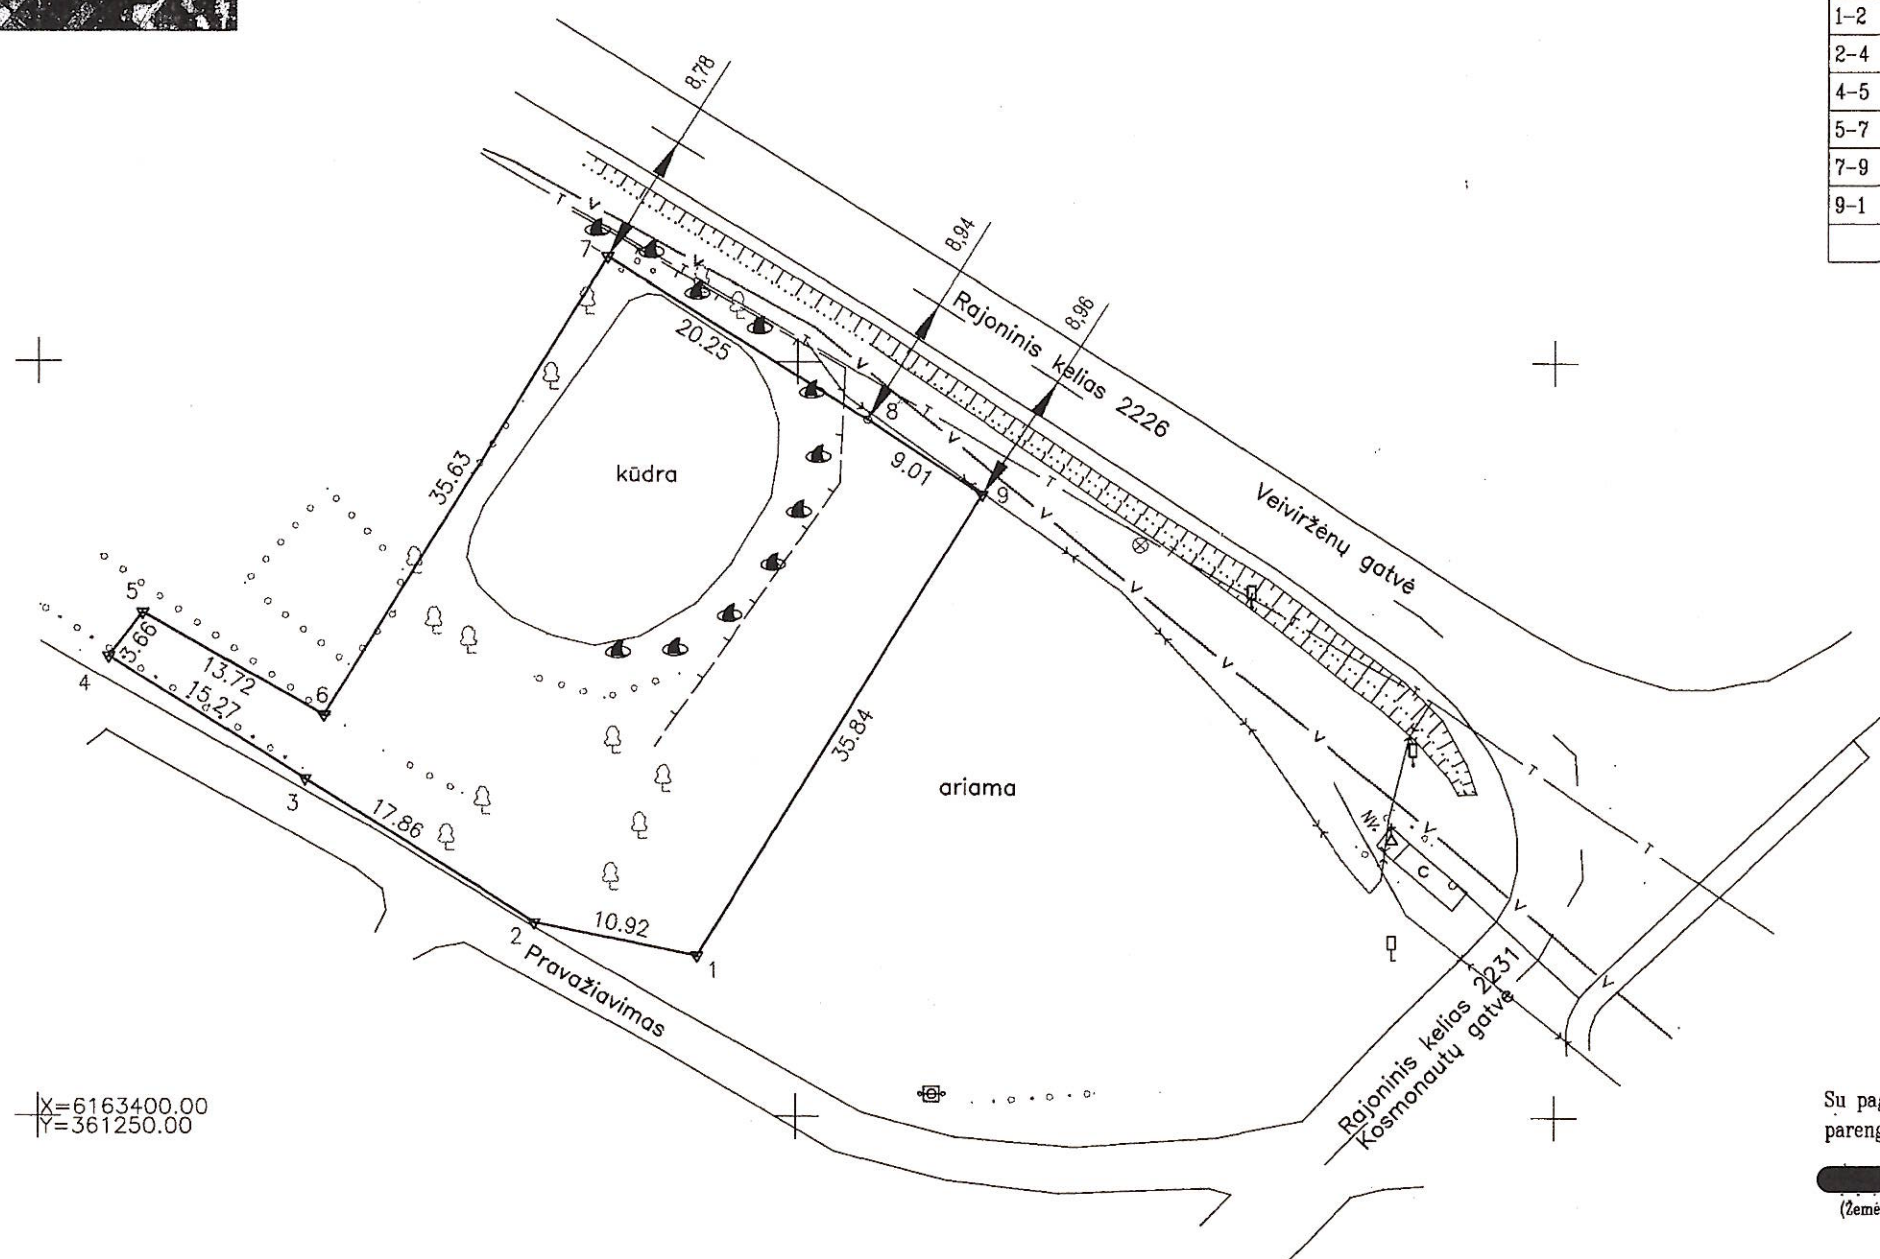 1-2
2-4
4-5
5-7
7-9
9-1
8,78
8,94
8,96
Rajoninis kelias 2226
Veiviržėnų gatvė
7
20.25
8
9.01
9
kūdra
35.63
5
3.66
13.72
4
15.27
6
3
17.86
35.84
ariama
10.92
2
1
Pravažiavimas
C
Rajoninis kelias 2231
Kosmonautų gatvė
X=6163400.00
Y=361250.00
T
V
V
T
T
V
T
V
T
V
V
V
V
T
V
T
V
V
T
V
Su pag
pareng
(Žemė